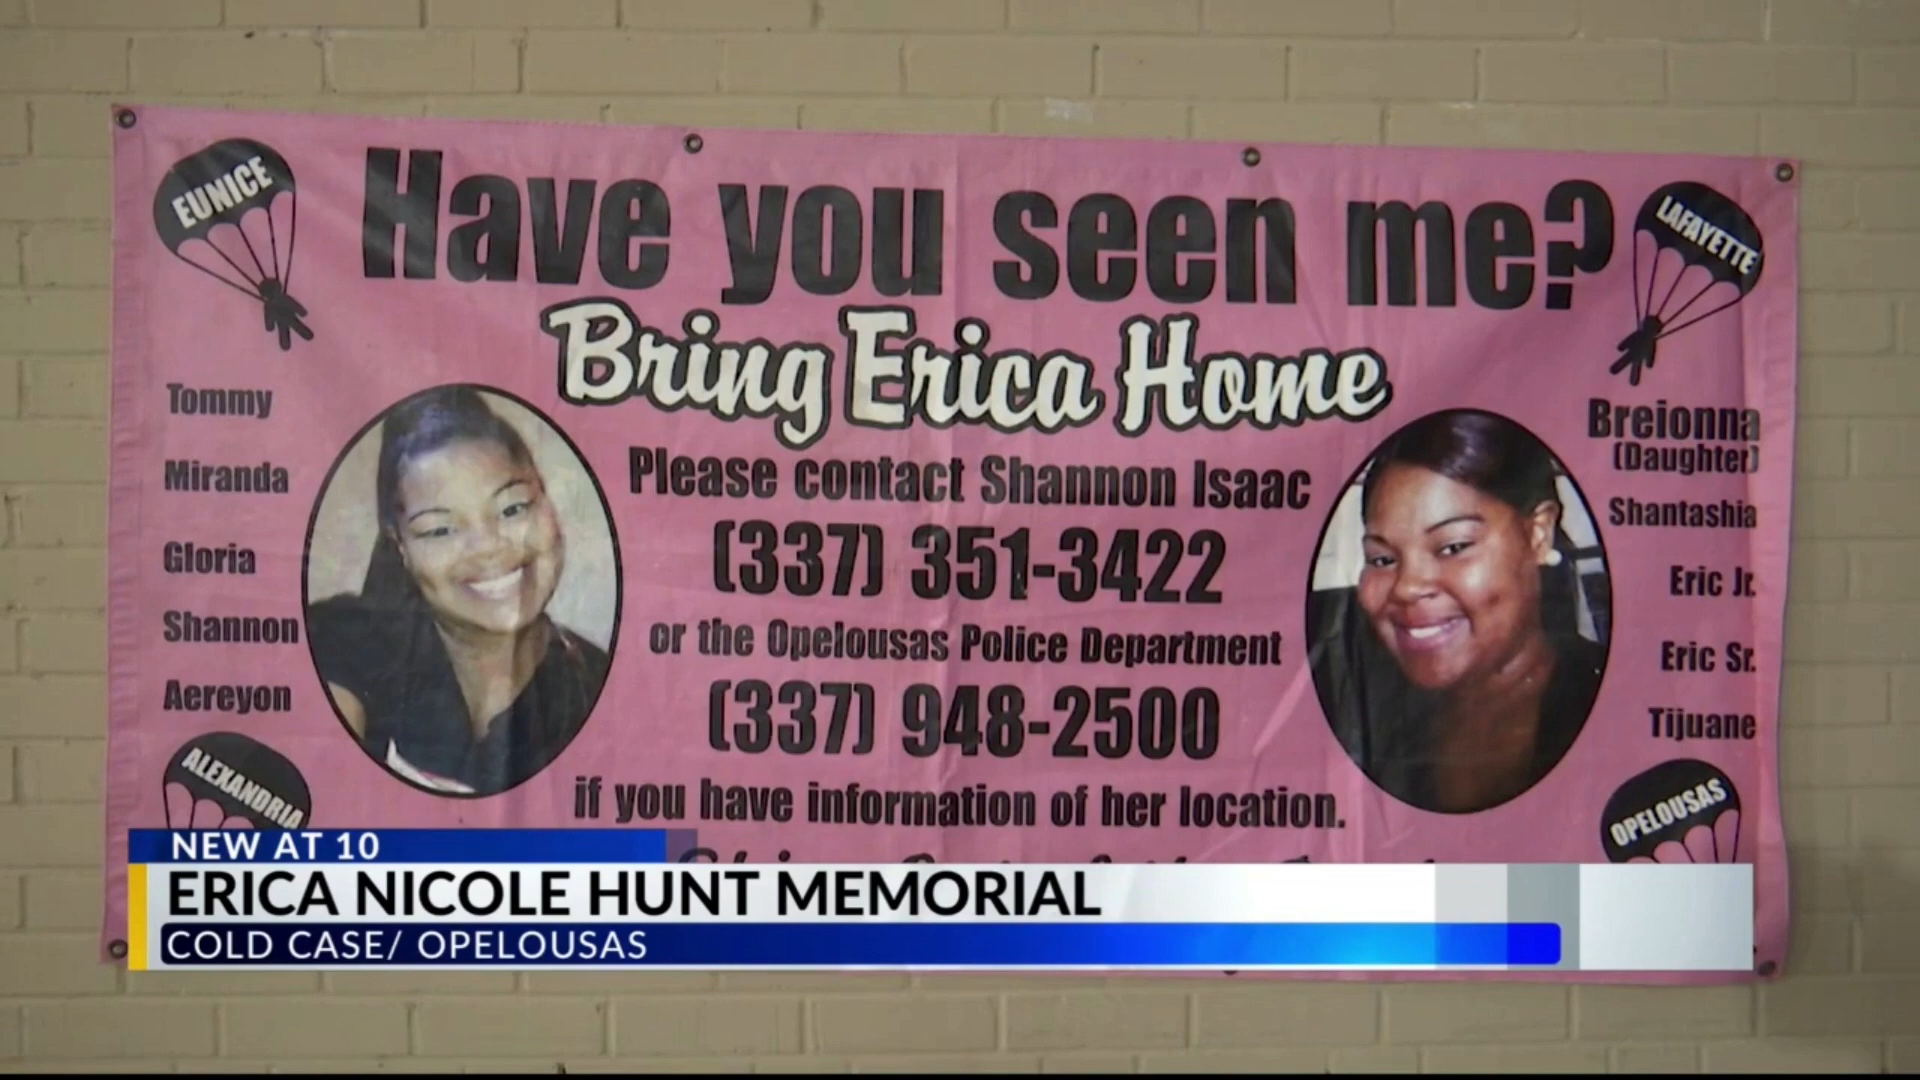 EUNICE
Have you seen me?
LAFAYETTE
Bring Erica Home
Tommy
Miranda
Gloria
Shannon
Aereyon
Please contact Shannon Isaac
(337) 351-3422
or the Opelousas Police Department
(337) 948-2500
if you have information of her location.
Breionna
(Daughter)
Shantashia
Eric Jr.
Eric Sr.
Tijuane
ALEXANDRIA
OPELOUSAS
NEW AT 10
ERICA NICOLE HUNT MEMORIAL
COLD CASE/ OPELOUSAS